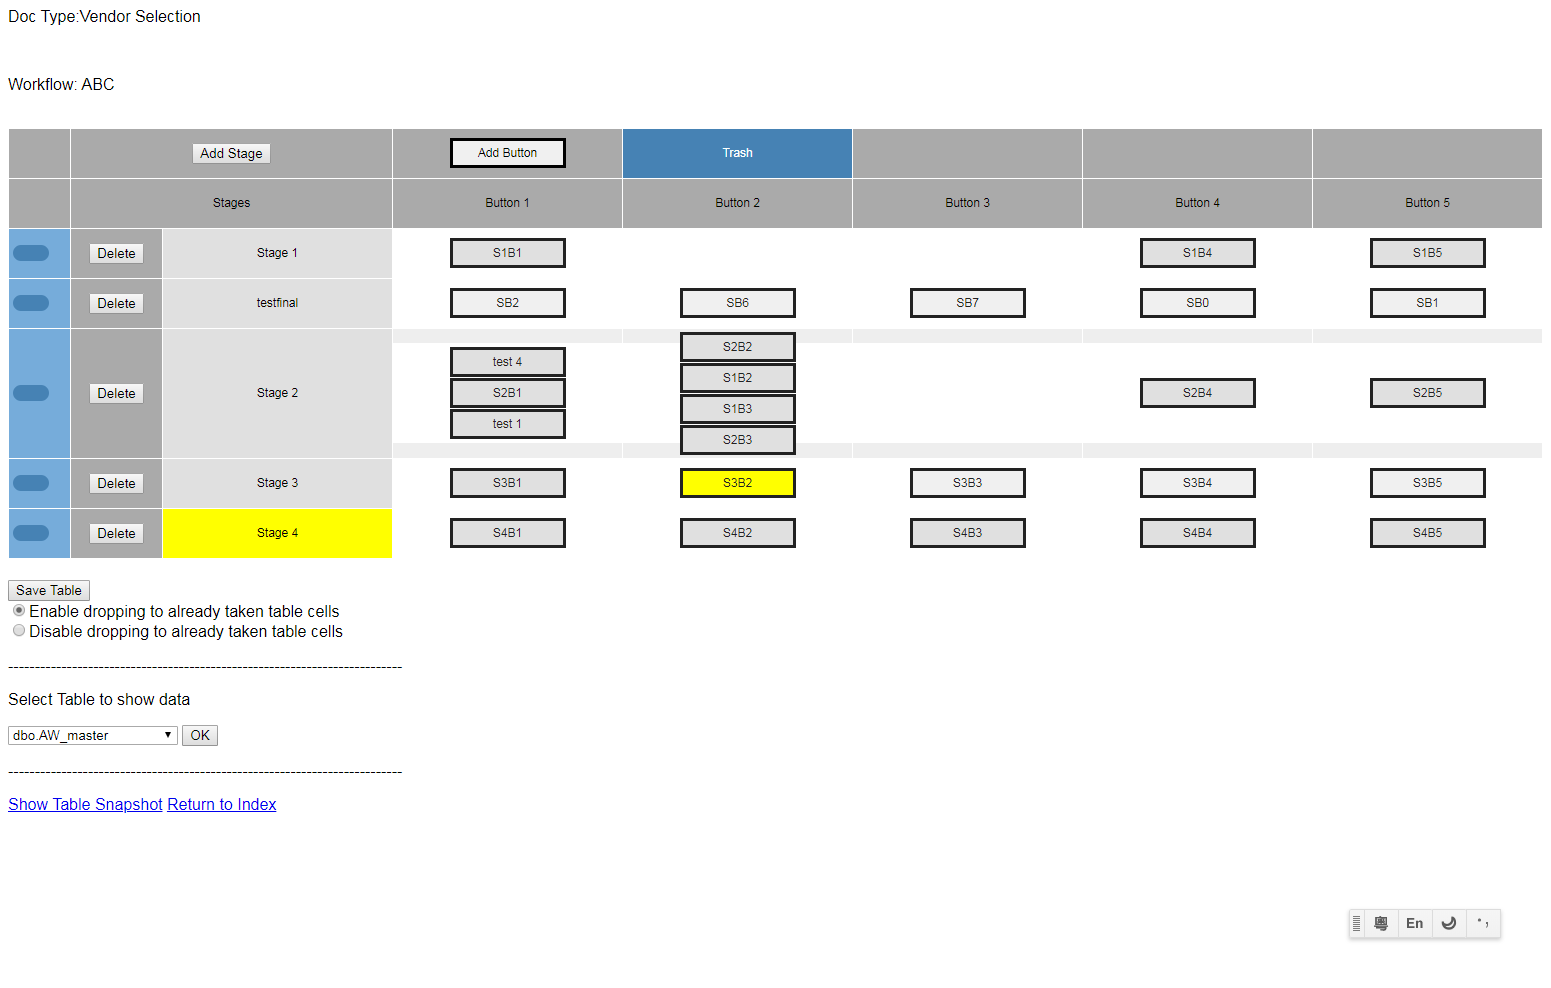 Doc Type:Vendor Selection
Workflow: ABC
Add Stage Add Button Trash
Stages Button 1 Button 2 Button 3 Button 4 Button 5
Delete Stage 1 S1B1 S1B4 S1B5
Delete testfinal SB2 SB6 SB7 SB0 SB1
Delete Stage 2 test 4 S2B1 test 1 S2B2 S1B2 S1B3 S2B3 S2B4 S2B5
Delete Stage 3 S3B1 S3B2 S3B3 S3B4 S3B5
Delete Stage 4 S4B1 S4B2 S4B3 S4B4 S4B5
Save Table
Enable dropping to already taken table cells
Disable dropping to already taken table cells
--------------------------------------------------------------------------
Select Table to show data
dbo.AW_master OK
--------------------------------------------------------------------------
Show Table Snapshot Return to Index
粤 En